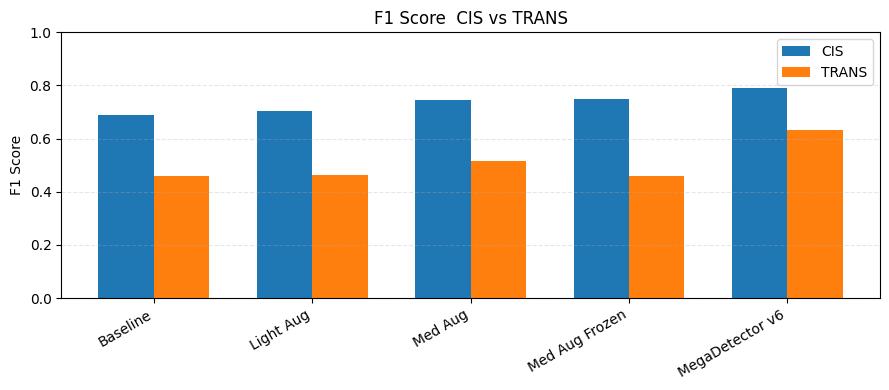 F1 Score  CIS vs TRANS
CIS
TRANS
F1 Score
1.0
0.8
0.6
0.4
0.2
0.0
Baseline
Light Aug
Med Aug
Med Aug Frozen
MegaDetector v6